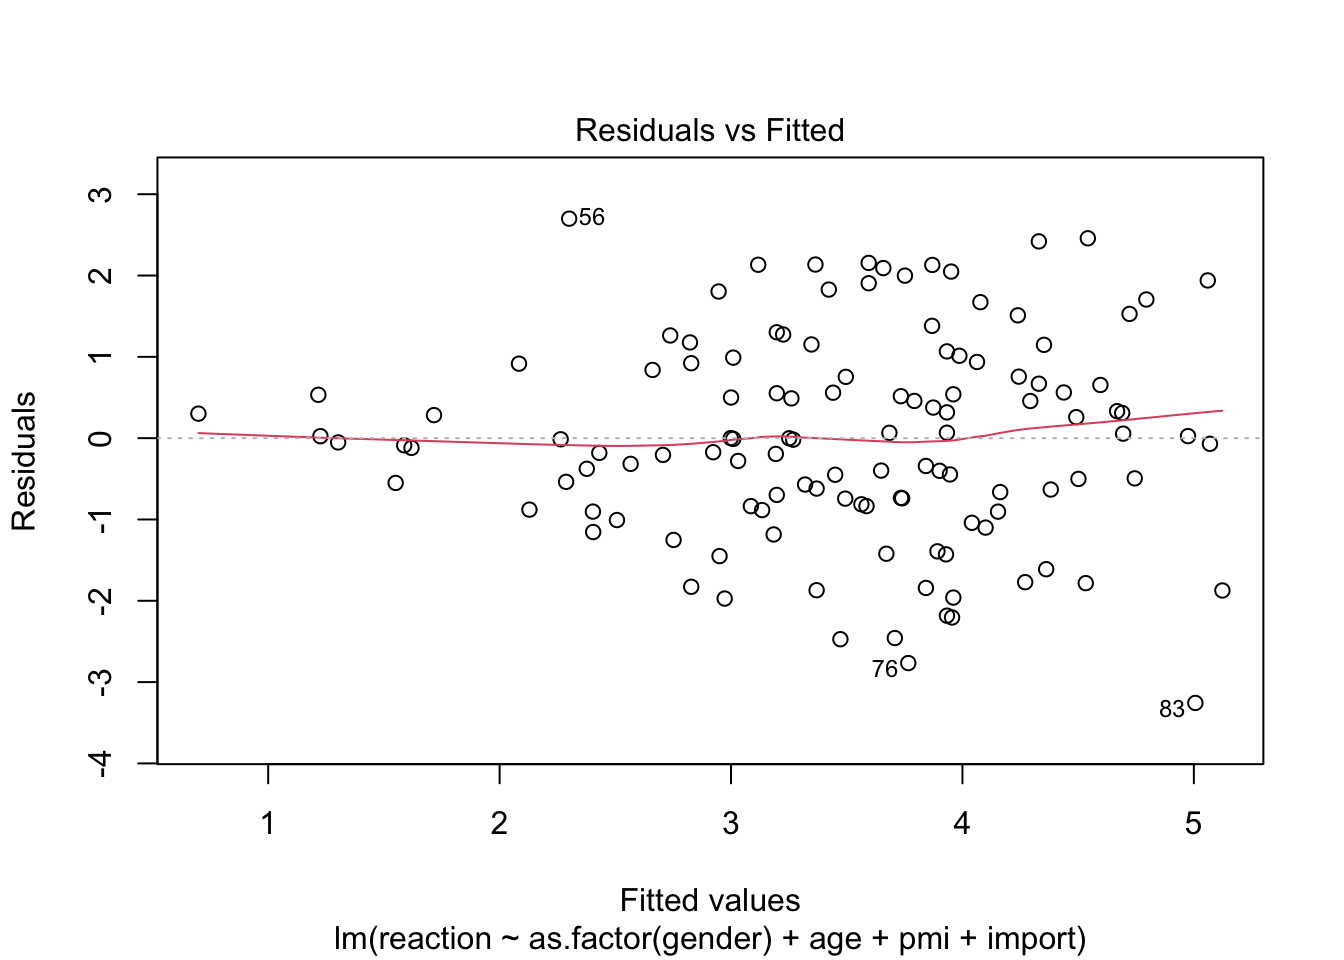 Residuals vs Fitted
Residuals
3
2
1
0
-1
-2
-3
-4
56
76
83
1 2 3 4 5
Fitted values
lm(reaction ~ as.factor(gender) + age + pmi + import)